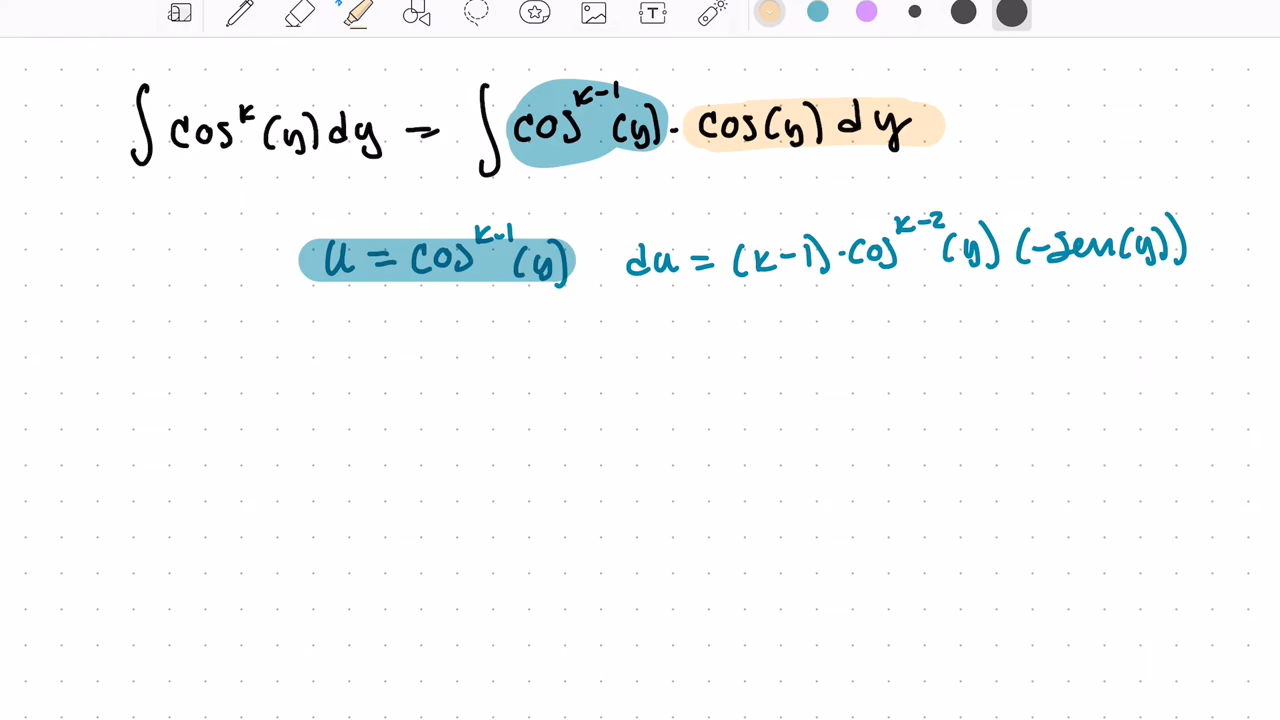 ∫ cos^k (y) dy = ∫ cos^{k-1} (y) · cos(y) dy
u = cos^{k-1} (y) du = (k-1) · cos^{k-2} (y) (-sen(y))